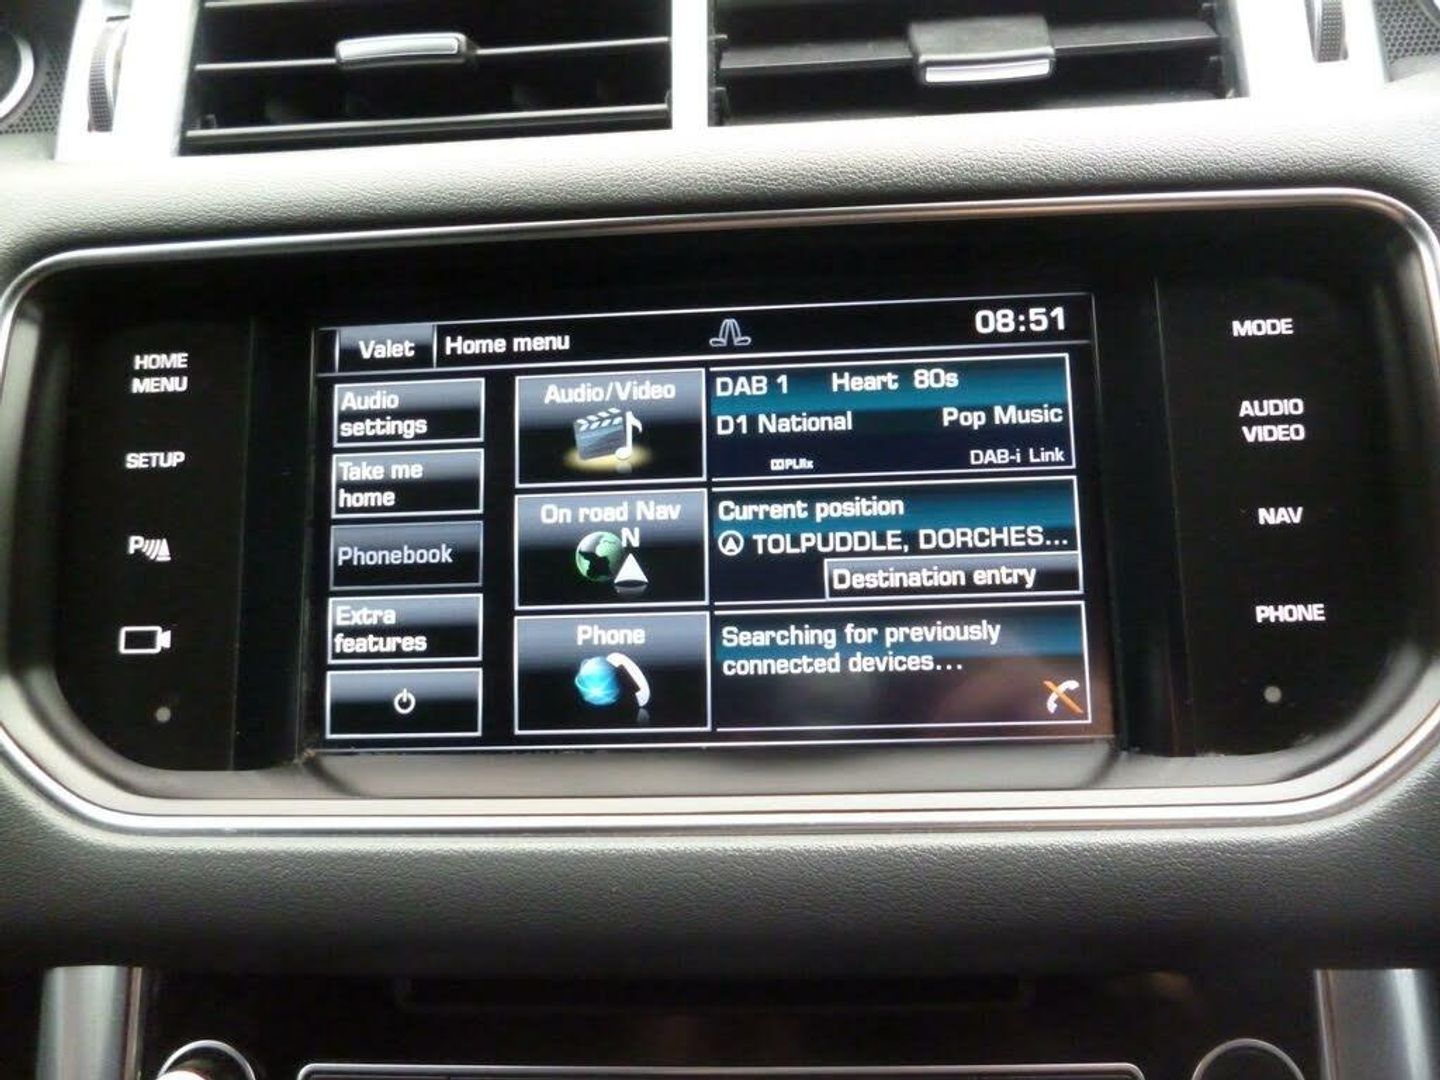 Valet Home menu 08:51
HOME
MENU
SETUP
P
Audio
settings
Take me
home
Phonebook
Extra
features
Audio/Video
On road Nav
N
Phone
DAB 1 Heart 80s
D1 National Pop Music
PLIIx DAB-i Link
Current position
TOLPUDDLE, DORCHES...
Destination entry
Searching for previously
connected devices...
MODE
AUDIO
VIDEO
NAV
PHONE